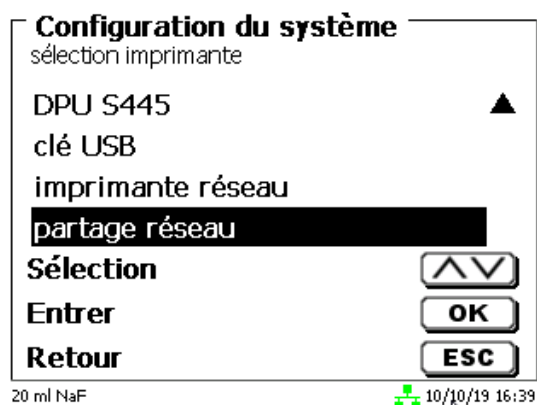 Configuration du système
sélection imprimante
DPU S445
clé USB
imprimante réseau
partage réseau
Sélection
Entrer OK
Retour ESC
20 ml NaF 10/10/19 16:39